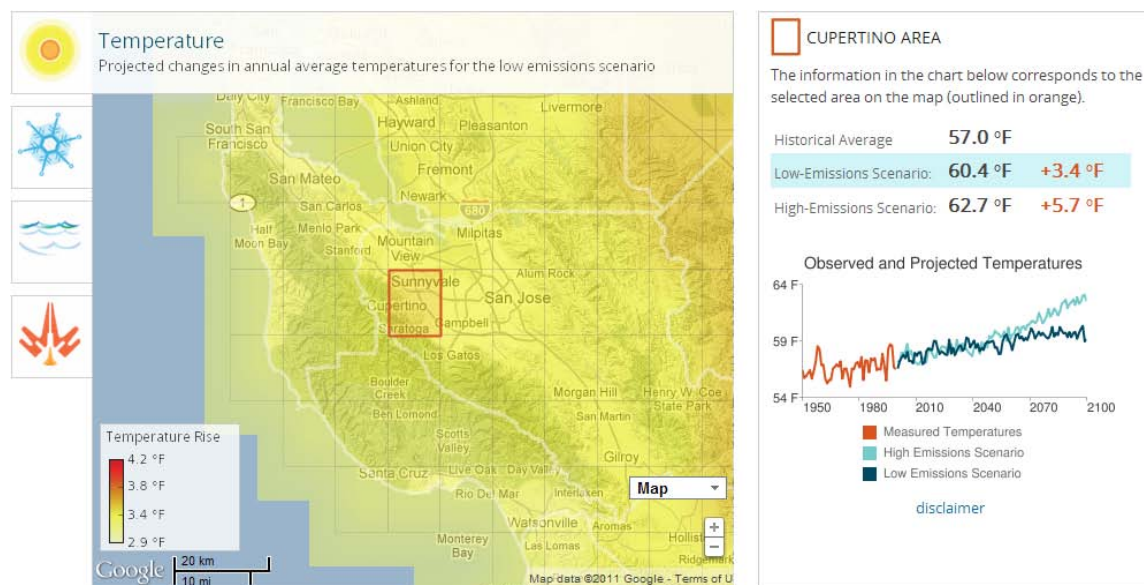 Temperature
Projected changes in annual average temperatures for the low emissions scenario
Daly City
Francisco Bay
Ashland
Livermore
South San
Francisco
Hayward
Pleasanton
Union City
Fremont
San Mateo
Newark
1
San Carlos
680
Half
Moon Bay
Menlo Park
Milpitas
Stanford
Mountain
View
Alum Rock
Sunnyvale
San Jose
Cupertino
Saratoga
Campbell
Los Gatos
Boulder
Creek
Morgan Hill
Henry W. Coe
State Park
Ben Lomond
San Martin
Scotts
Valley
Gilroy
Santa Cruz
Live Oak
Day Valley
Rio Del Mar
Interlaken
Watsonville
Aromas
Monterey
Bay
Las Lomas
Hollist
Ridgemark
Temperature Rise
4.2 °F
3.8 °F
3.4 °F
2.9 °F
Map
+
−
Google
20 km
10 mi
Map data ©2011 Google - Terms of U
CUPERTINO AREA
The information in the chart below corresponds to the
selected area on the map (outlined in orange).
Historical Average 57.0 °F
Low-Emissions Scenario: 60.4 °F +3.4 °F
High-Emissions Scenario: 62.7 °F +5.7 °F
Observed and Projected Temperatures
64 F
59 F
54 F
1950 1980 2010 2040 2070 2100
Measured Temperatures
High Emissions Scenario
Low Emissions Scenario
disclaimer